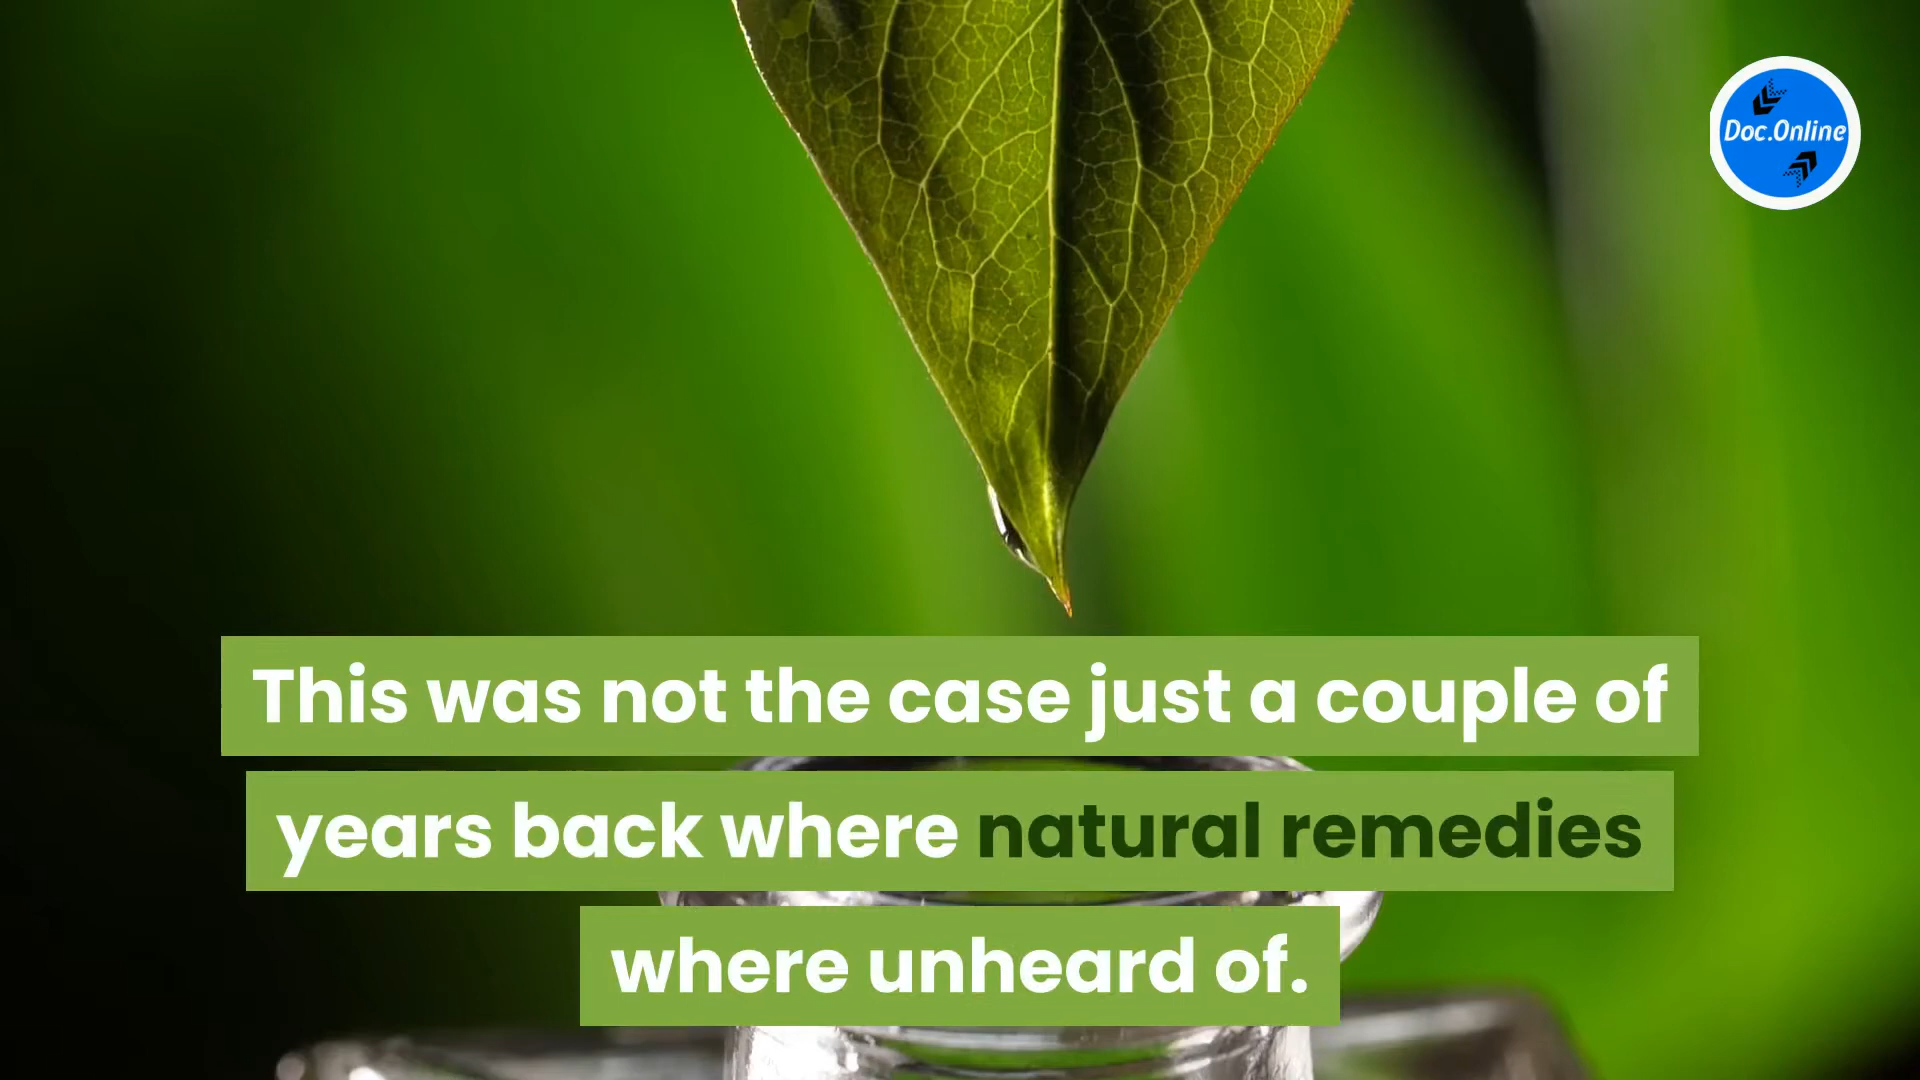 Doc.Online
This was not the case just a couple of
years back where natural remedies
where unheard of.